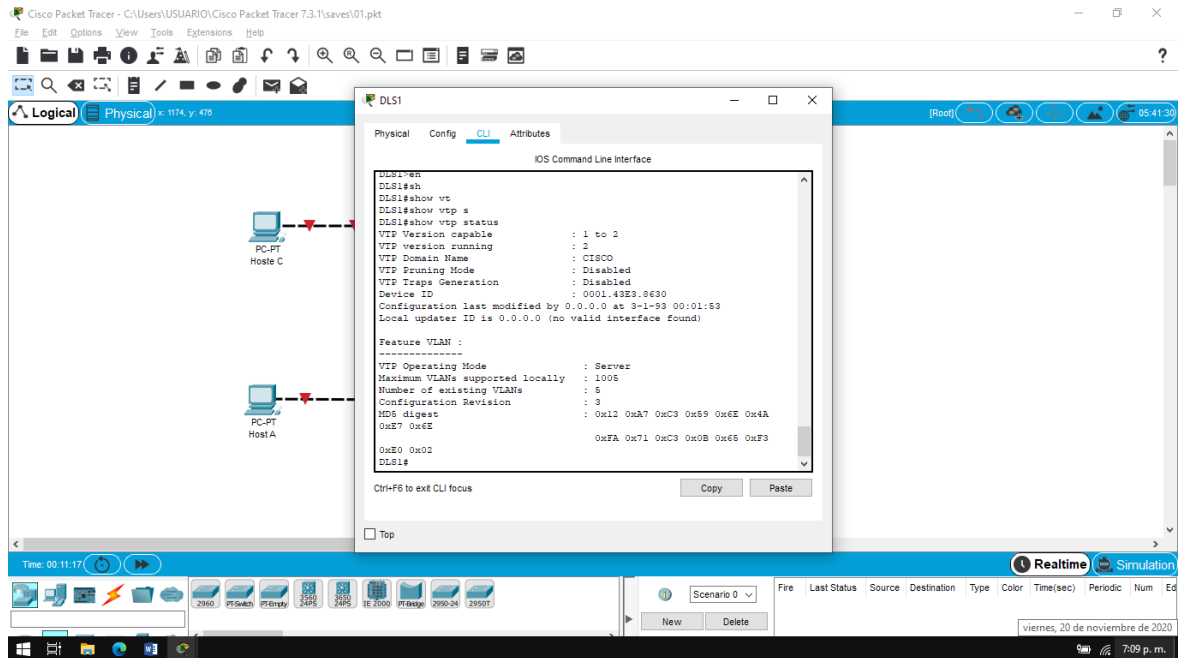 Cisco Packet Tracer - C:\Users\USUARIO\Cisco Packet Tracer 7.3.1\saves\01.pkt
File Edit Options View Tools Extensions Help
Logical Physical x: 1174, y: 476
[Root] 05:41:30
DLS1
Physical Config CLI Attributes
IOS Command Line Interface
DLS1>en
DLS1#sh
DLS1#show vt
DLS1#show vtp s
DLS1#show vtp status
VTP Version capable : 1 to 2
VTP version running : 2
VTP Domain Name : CISCO
VTP Pruning Mode : Disabled
VTP Traps Generation : Disabled
Device ID : 0001.43E3.8630
Configuration last modified by 0.0.0.0 at 3-1-93 00:01:53
Local updater ID is 0.0.0.0 (no valid interface found)
Feature VLAN :
--------------
VTP Operating Mode : Server
Maximum VLANs supported locally : 1005
Number of existing VLANs : 5
Configuration Revision : 3
MD5 digest : 0x12 0xA7 0xC3 0x59 0x6E 0x4A
0xE7 0x6E
0xFA 0x71 0xC3 0x0B 0x65 0xF3
0xE0 0x02
DLS1#
Ctrl+F6 to exit CLI focus
Copy Paste
Top
PC-PT
Hoste C
PC-PT
Host A
Time: 00:11:17
Realtime Simulation
2960 PT-Switch PT-Empty 3560 24PS 3650 24PS IE 2000 PT-Bridge 2950-24 2950T
Scenario 0
New Delete
Fire Last Status Source Destination Type Color Time(sec) Periodic Num Ed
viernes, 20 de noviembre de 2020
7:09 p. m.